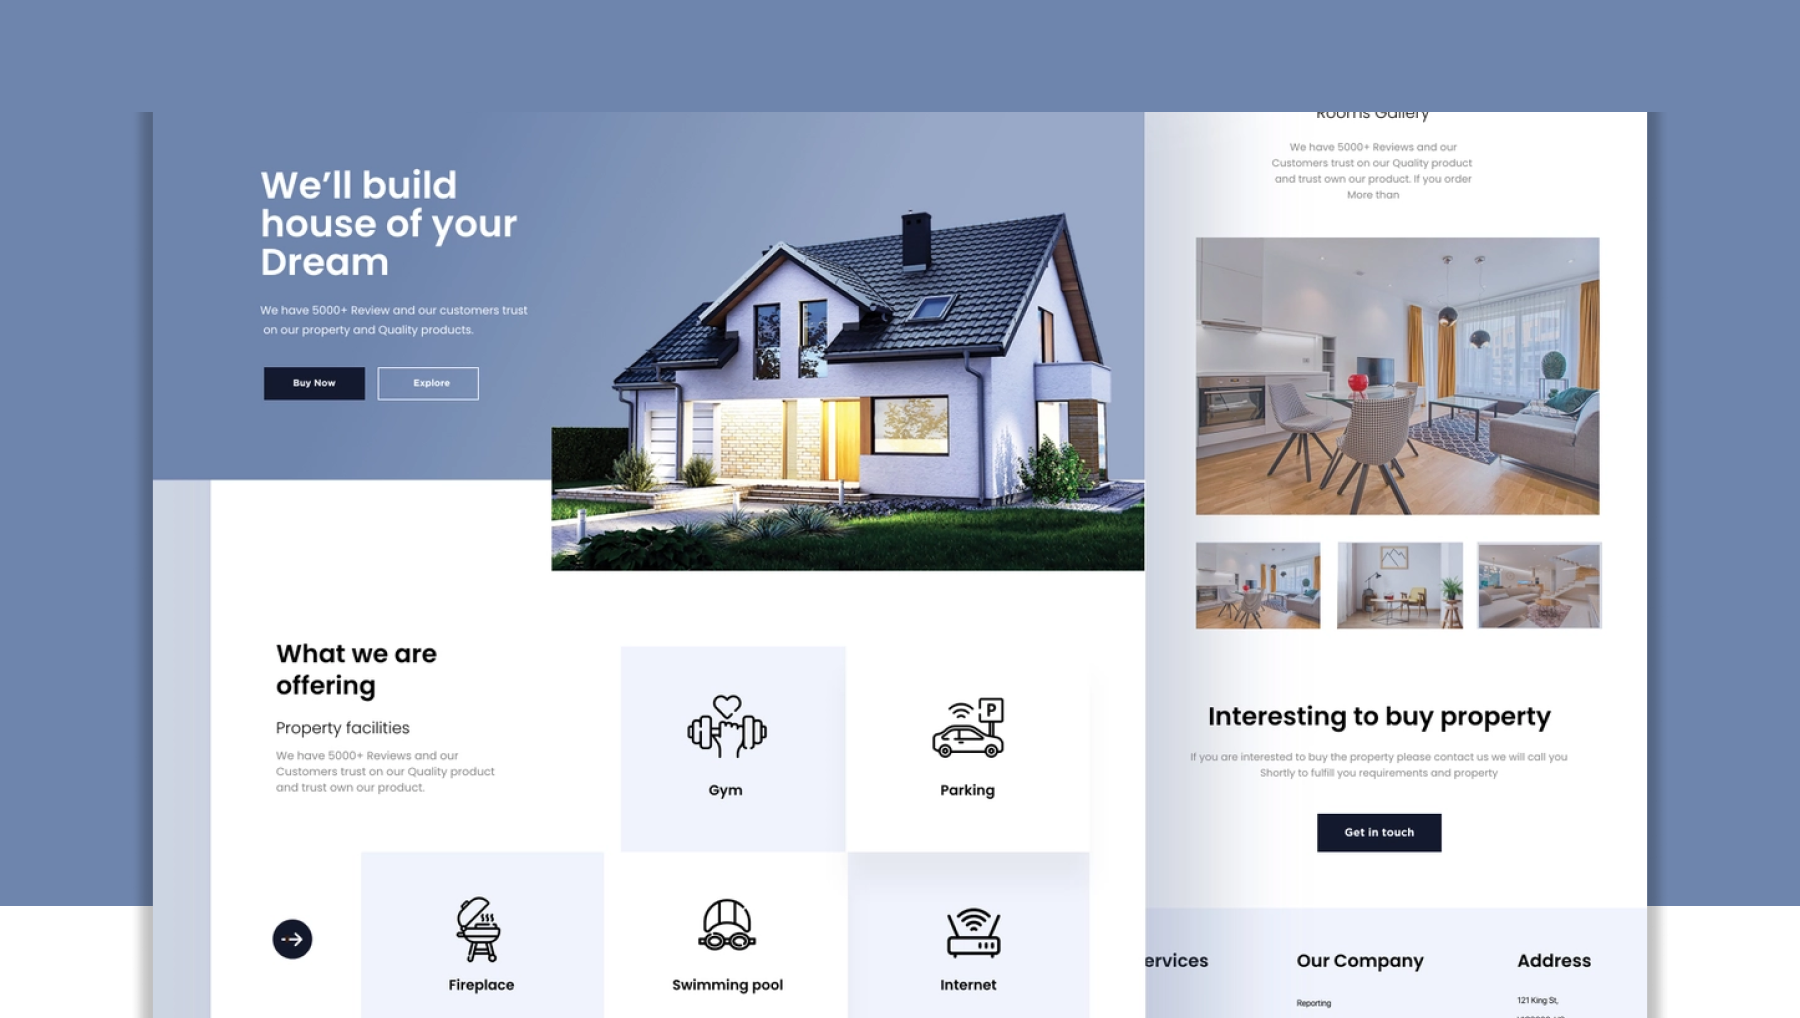 We'll build
house of your
Dream
We have 5000+ Review and our customers trust
on our property and Quality products.
Buy Now
Explore
What we are
offering
Property facilities
We have 5000+ Reviews and our
Customers trust on our Quality product
and trust own our product.
Gym
P
Parking
Fireplace
Swimming pool
Internet
Rooms Gallery
We have 5000+ Reviews and our
Customers trust on our Quality product
and trust own our product. If you order
More than
Interesting to buy property
If you are interested to buy the property please contact us we will call you
Shortly to fulfill you requirements and property
Get in touch
ervices
Our Company
Reporting
Address
121 King St,